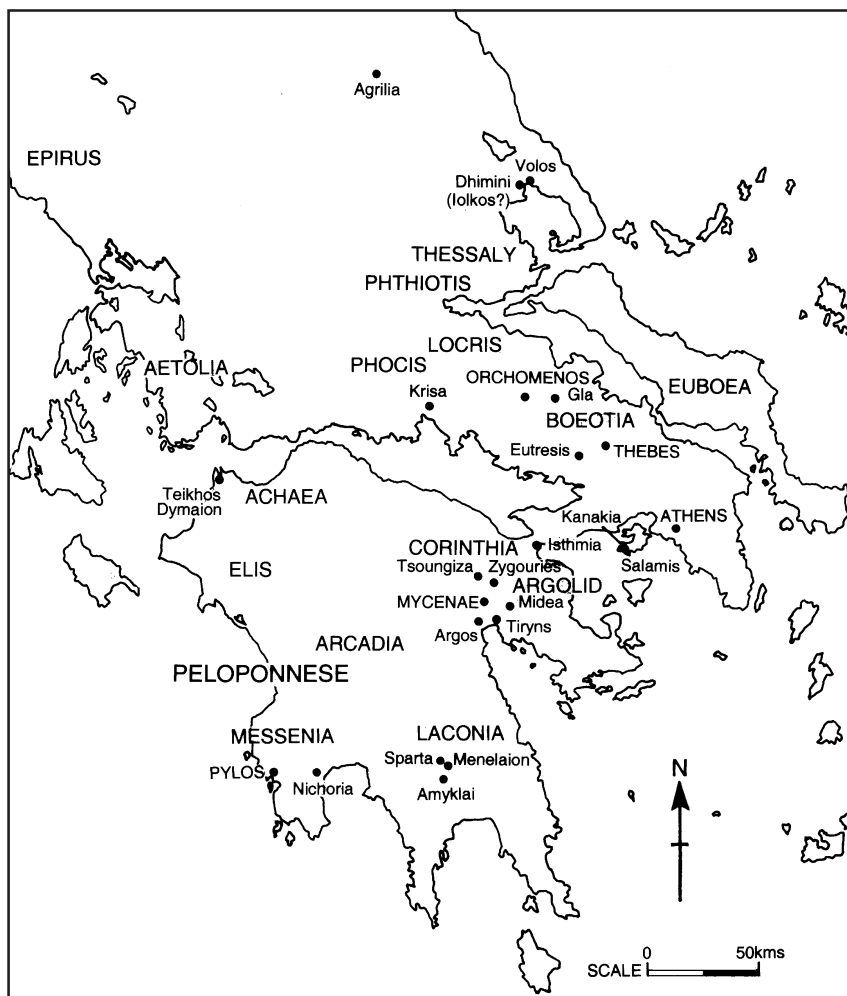 Agrilia
EPIRUS
Volos
Dhimini
(Iolkos?)
THESSALY
PHTHIOTIS
LOCRIS
PHOCIS
AETOLIA
ORCHOMENOS
EUBOEA
Krisa
Gla
BOEOTIA
Eutresis
THEBES
Teikhos
Dymaion
ACHAEA
Kanakia
ATHENS
CORINTHIA
Isthmia
Tsoungiza
Zygouries
Salamis
ELIS
ARGOLID
MYCENAE
Midea
Argos
Tiryns
ARCADIA
PELOPONNESE
MESSENIA
LACONIA
Sparta
Menelaion
PYLOS
Nichoria
Amyklai
N
0 50kms
SCALE